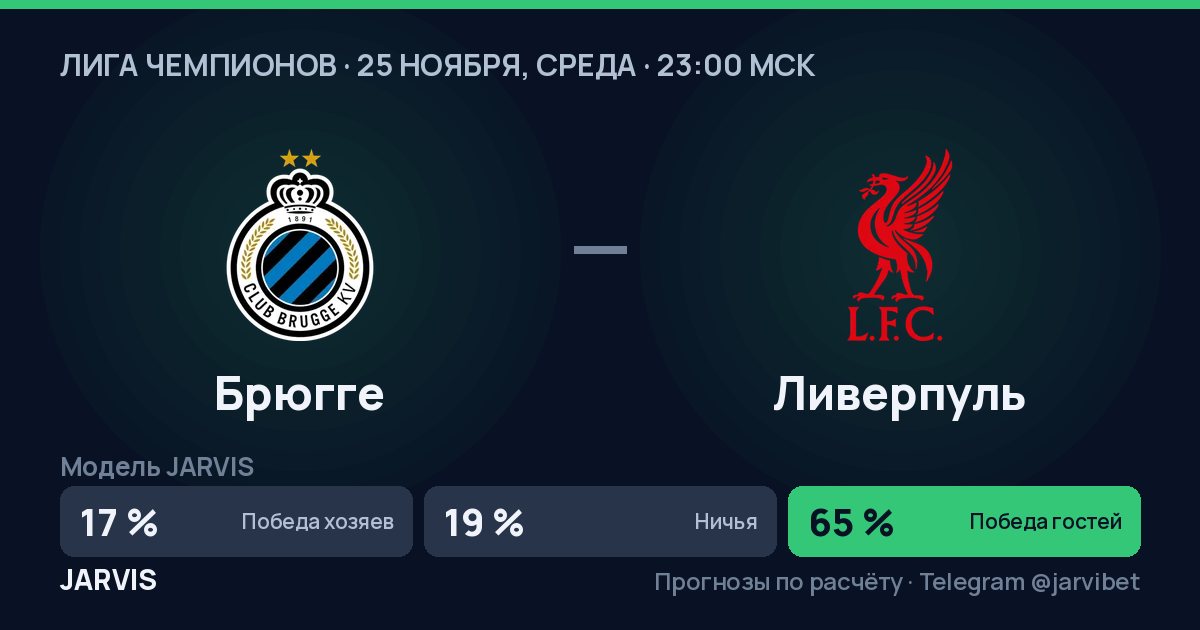 ЛИГА ЧЕМПИОНОВ · 25 НОЯБРЯ, СРЕДА · 23:00 МСК
1891
CLUB BRUGGE KV
L.F.C.
—
Брюгге
Ливерпуль
Модель JARVIS
17 % Победа хозяев
19 % Ничья
65 % Победа гостей
JARVIS
Прогнозы по расчёту · Telegram @jarvibet